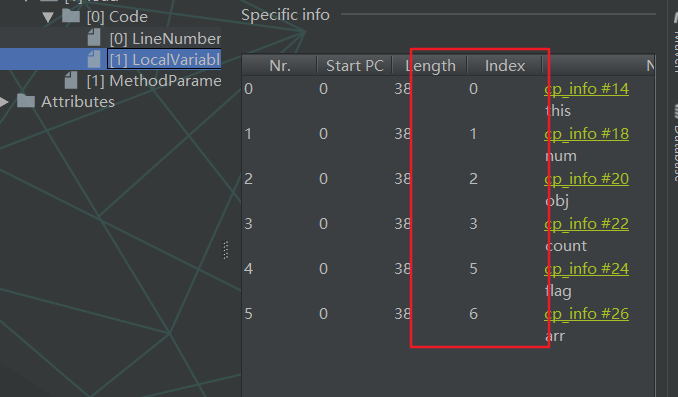 [0] Code
Specific info
[0] LineNumber
[1] LocalVariabl
[1] MethodParame
Attributes
Nr. Start PC Length Index N
0 0 38 0 cp_info #14
this
1 0 38 1 cp_info #18
num
2 0 38 2 cp_info #20
obj
3 0 38 3 cp_info #22
count
4 0 38 5 cp_info #24
flag
5 0 38 6 cp_info #26
arr
Database